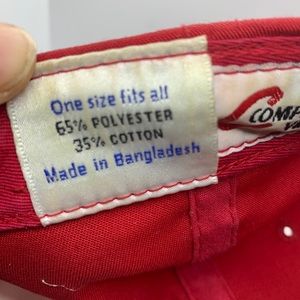 One size fits all
65% POLYESTER
35% COTTON
Made in Bangladesh